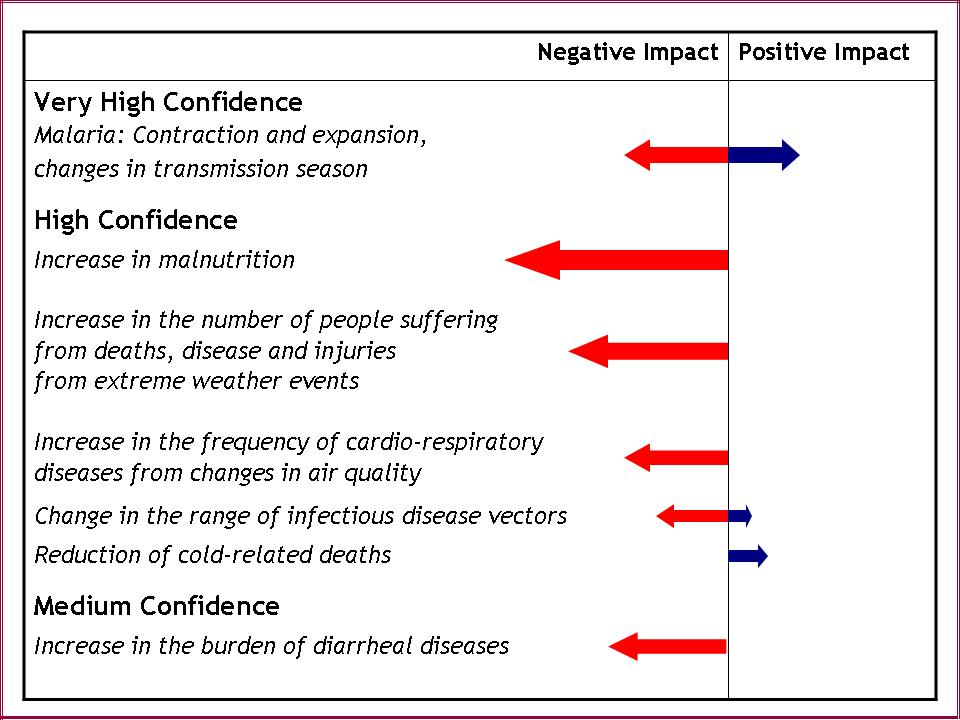 Negative Impact Positive Impact
Very High Confidence
Malaria: Contraction and expansion,
changes in transmission season
High Confidence
Increase in malnutrition
Increase in the number of people suffering
from deaths, disease and injuries
from extreme weather events
Increase in the frequency of cardio-respiratory
diseases from changes in air quality
Change in the range of infectious disease vectors
Reduction of cold-related deaths
Medium Confidence
Increase in the burden of diarrheal diseases